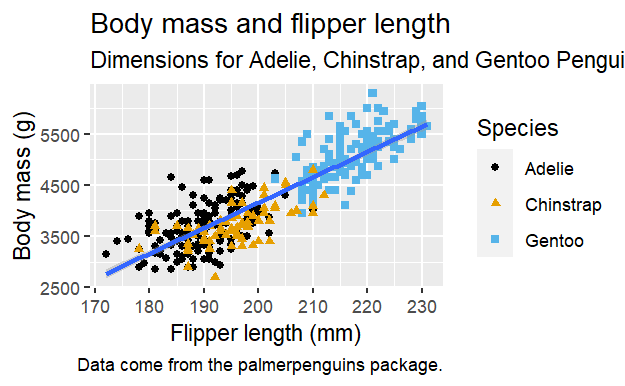 Body mass and flipper length
Dimensions for Adelie, Chinstrap, and Gentoo Pengui
Body mass (g)
5500
4500
3500
2500
170 180 190 200 210 220 230
Flipper length (mm)
Species
Adelie
Chinstrap
Gentoo
Data come from the palmerpenguins package.